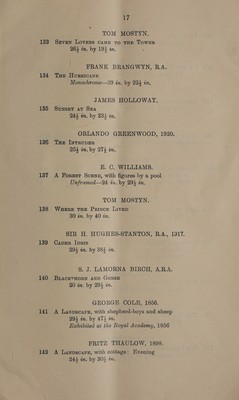 17
TOM MOSTYN.
133 Seven Lovers came to the Tower
26½ in. by 19½ in.
FRANK BRANGWYN, R.A.
134 The Hurricane
Monochrome—39 in. by 22½ in.
JAMES HOLLOWAY.
135 Sunset at Sea
24½ in. by 23½ in.
ORLANDO GREENWOOD, 1920.
136 The Intruder
25½ in. by 27½ in.
E. C. WILLIAMS.
137 A Forest Scene, with figures by a pool
Unframed—24 in. by 29½ in.
TOM MOSTYN.
138 Where the Prince Lived
30 in. by 40 in.
SIR H. HUGHES-STANTON, R.A., 1917.
139 Cader Idris
29½ in. by 38½ in.
S. J. LAMORNA BIRCH, A.R.A.
140 Blackthorn and Gorse
20 in. by 23½ in.
GEORGE COLE, 1856.
141 A Landscape, with shepherd-boys and sheep
29½ in. by 47½ in.
Exhibited at the Royal Academy, 1856
FRITZ THAULOW, 1898.
142 A Landscape, with cottage: Evening
24½ in. by 30½ in.